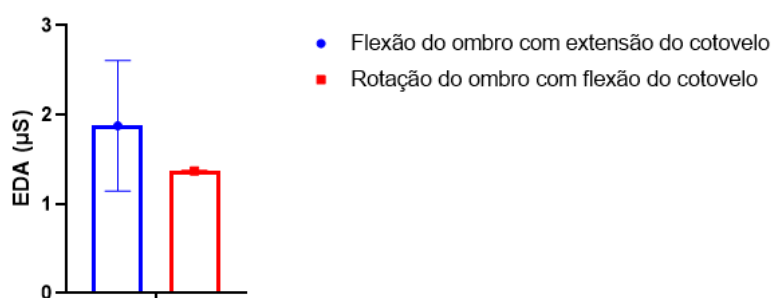 3
2
1
0
EDA (µS)
Flexão do ombro com extensão do cotovelo
Rotação do ombro com flexão do cotovelo